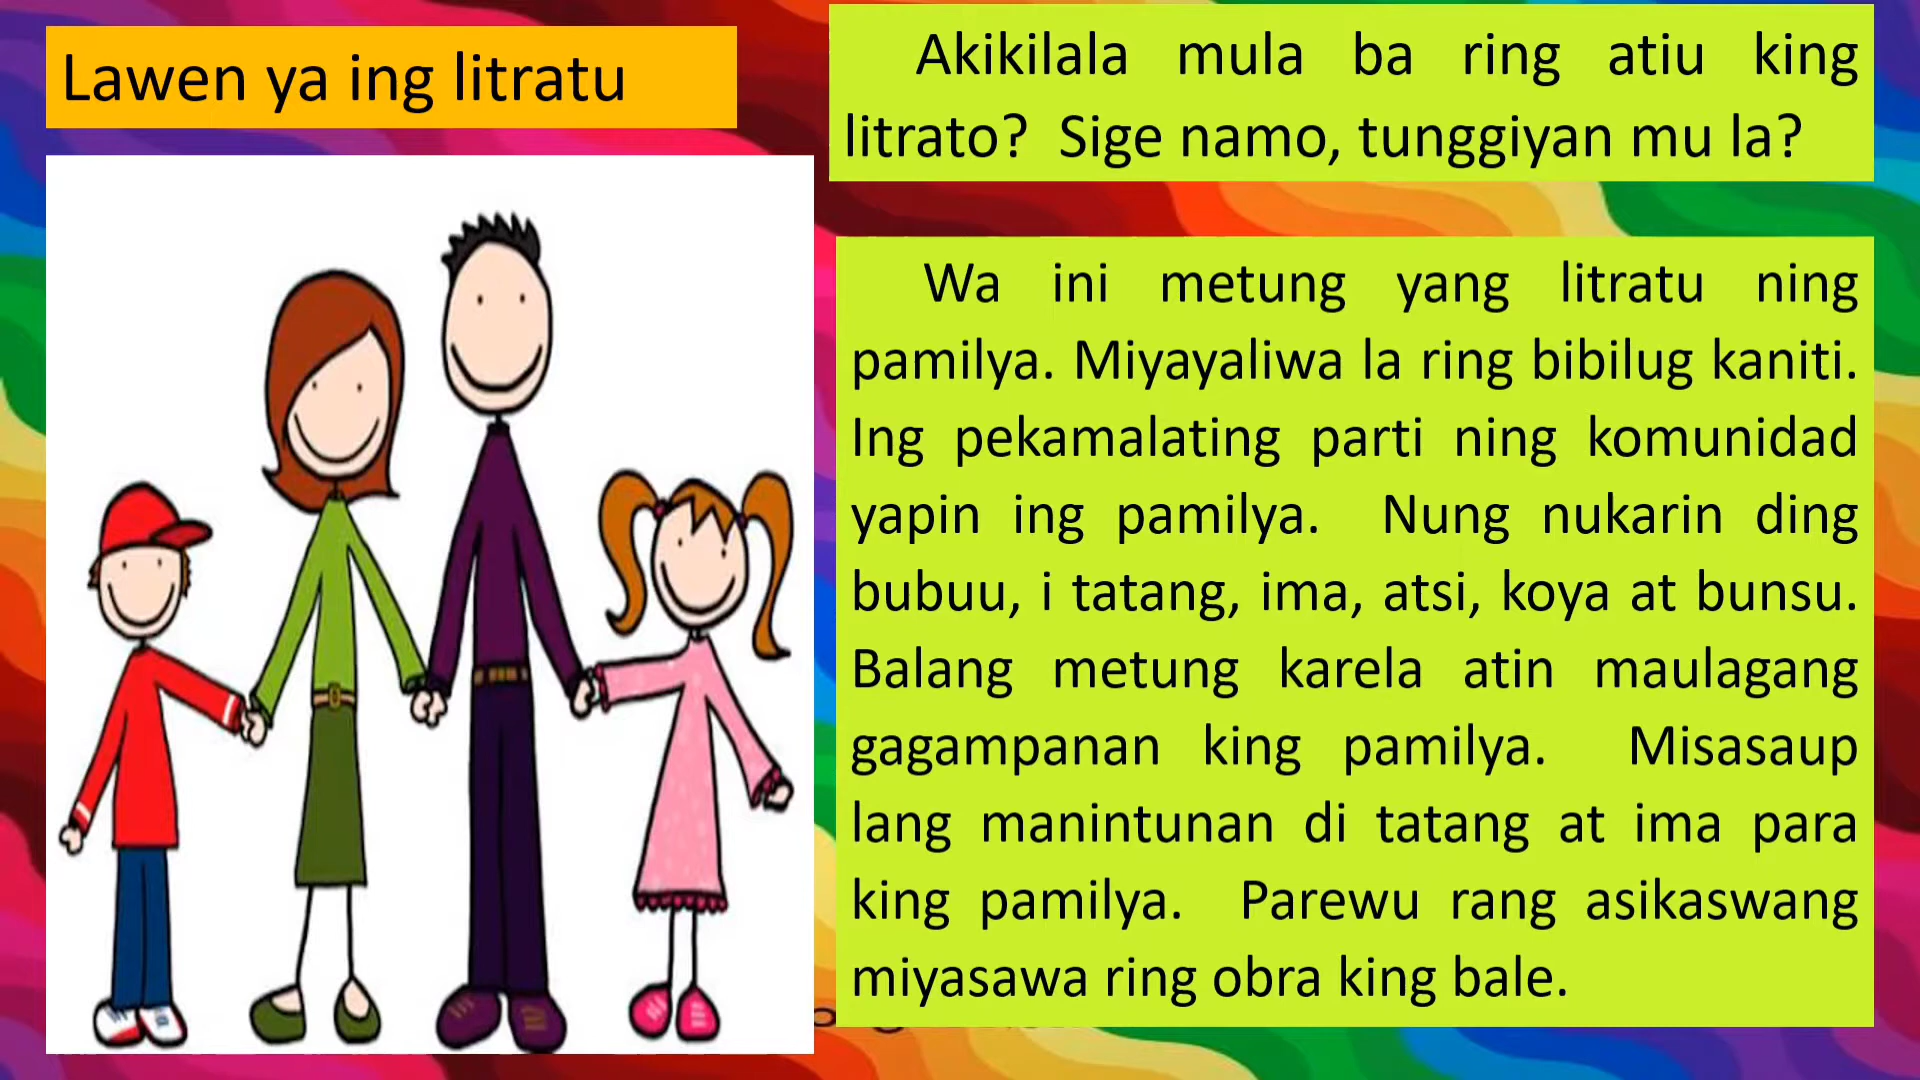 Lawen ya ing litratu
Akikilala mula ba ring atiu king
litrato? Sige namo, tunggiyan mu la?
Wa ini metung yang litratu ning
pamilya. Miyayaliwa la ring bibilug kaniti.
Ing pekamalating parti ning komunidad
yapin ing pamilya. Nung nukarin ding
bubuu, i tatang, ima, atsi, koya at bunsu.
Balang metung karela atin maulagang
gagampanan king pamilya. Misasaup
lang manintunan di tatang at ima para
king pamilya. Parewu rang asikaswang
miyasawa ring obra king bale.